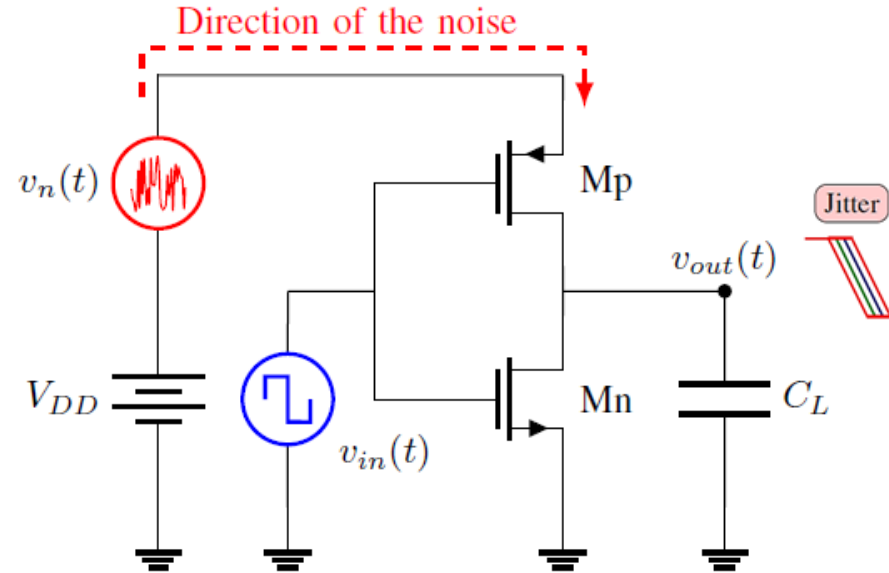 Direction of the noise
v_n(t)
Mp
Jitter
v_out(t)
V_DD
Mn
C_L
v_in(t)